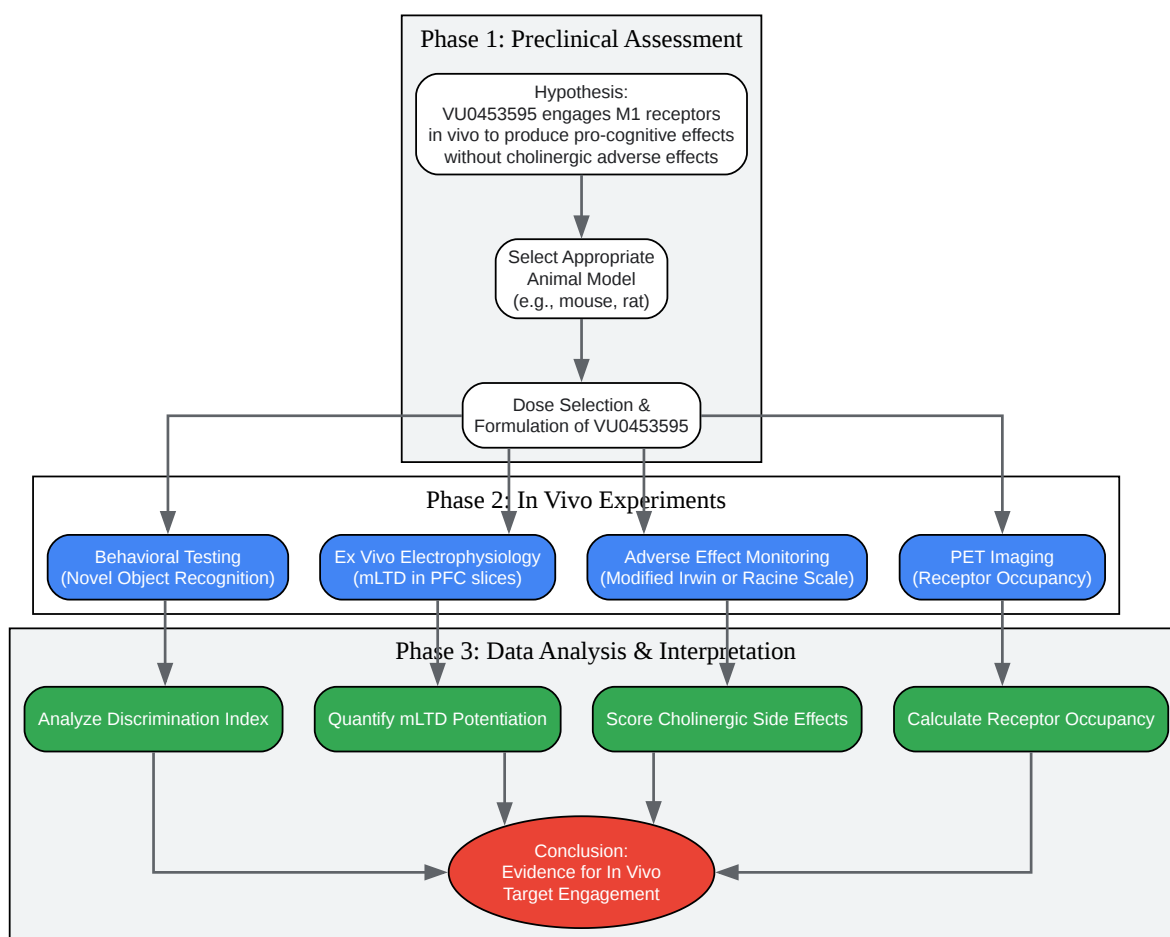 Phase 1: Preclinical Assessment
Hypothesis:
VU0453595 engages M1 receptors
in vivo to produce pro-cognitive effects
without cholinergic adverse effects
Select Appropriate
Animal Model
(e.g., mouse, rat)
Dose Selection &
Formulation of VU0453595
Phase 2: In Vivo Experiments
Behavioral Testing
(Novel Object Recognition)
Ex Vivo Electrophysiology
(mLTD in PFC slices)
Adverse Effect Monitoring
(Modified Irwin or Racine Scale)
PET Imaging
(Receptor Occupancy)
Phase 3: Data Analysis & Interpretation
Analyze Discrimination Index
Quantify mLTD Potentiation
Score Cholinergic Side Effects
Calculate Receptor Occupancy
Conclusion:
Evidence for In Vivo
Target Engagement